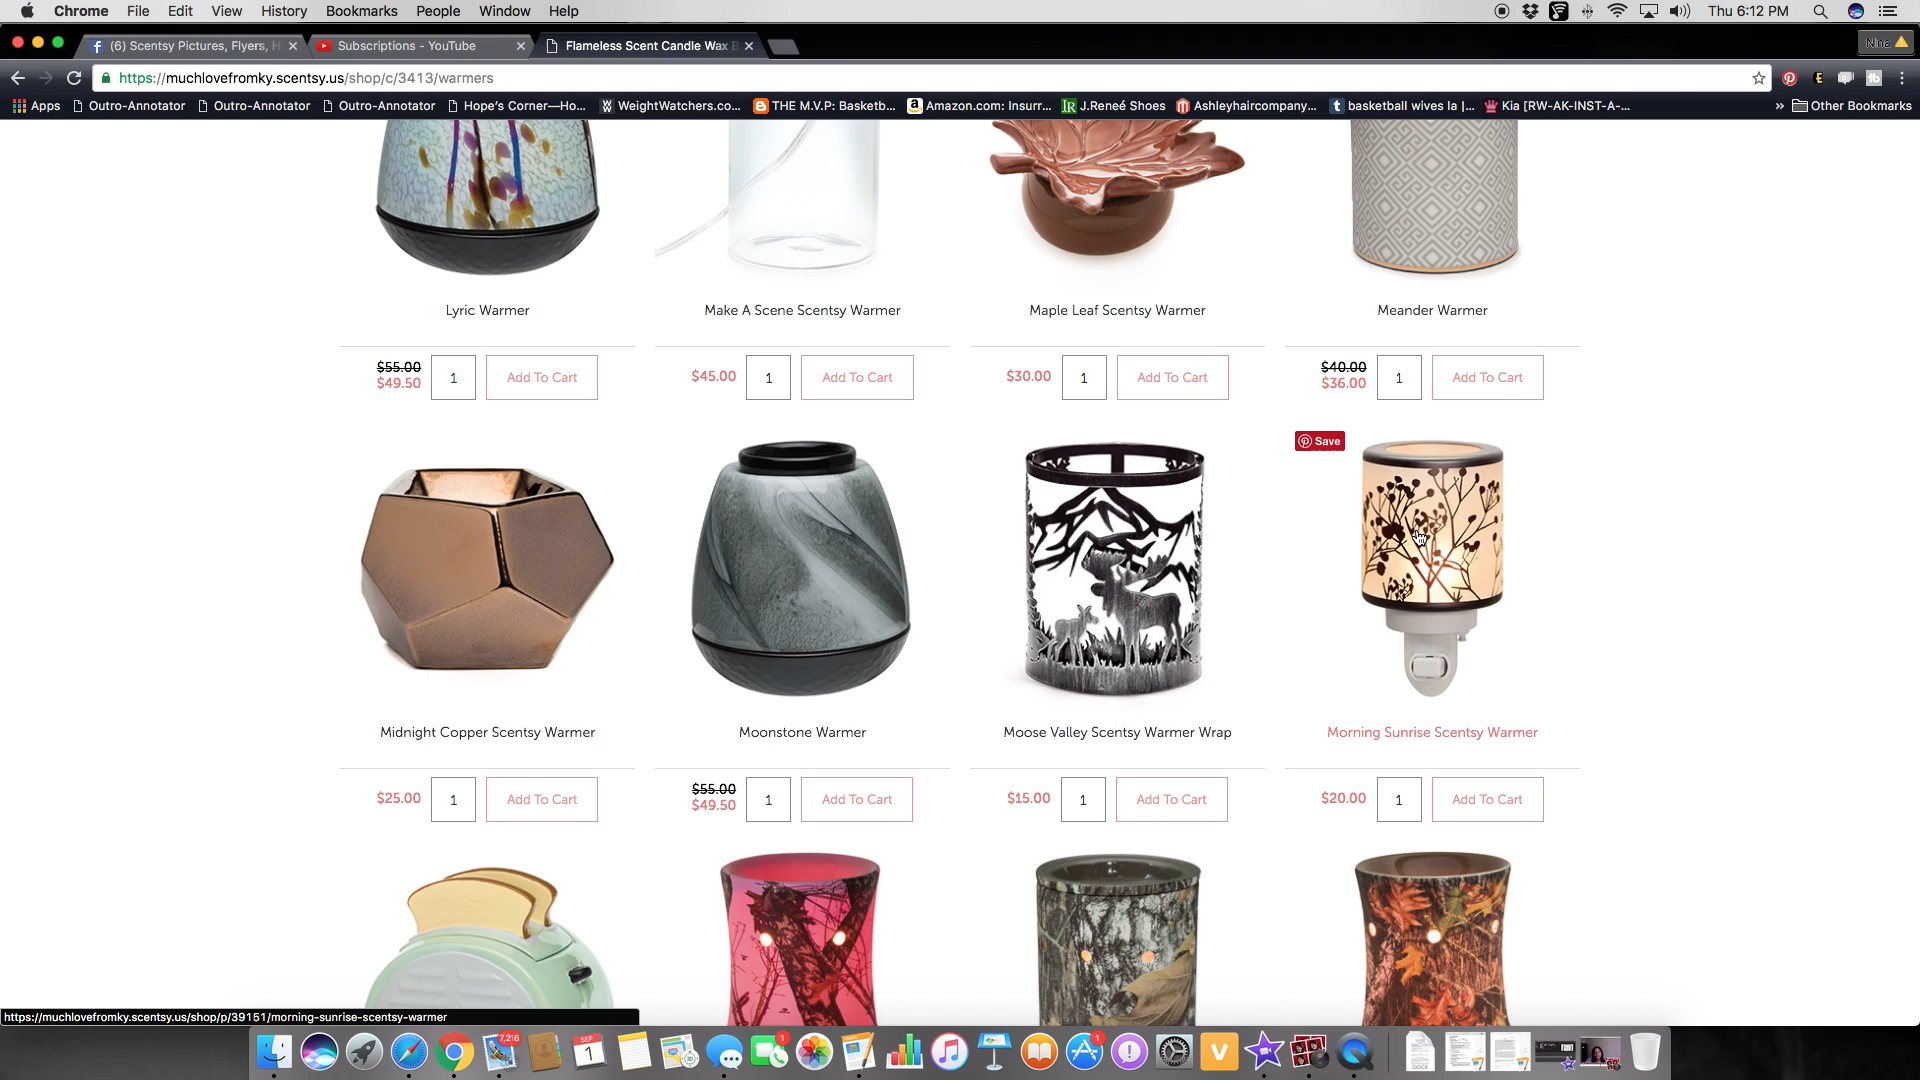 Chrome File Edit View History Bookmarks People Window Help Thu 6:12 PM
(6) Scentsy Pictures, Flyers, H Subscriptions - YouTube Flameless Scent Candle Wax B Nina
https://muchlovefromky.scentsy.us/shop/c/3413/warmers
Apps Outro-Annotator Outro-Annotator Outro-Annotator Hope's Corner—Ho... WeightWatchers.co... THE M.V.P: Basketb... Amazon.com: Insurr... J.Reneé Shoes Ashleyhaircompany... basketball wives la |... Kia [RW-AK-INST-A-... » Other Bookmarks
Lyric Warmer Make A Scene Scentsy Warmer Maple Leaf Scentsy Warmer Meander Warmer
$55.00 $40.00
$49.50 1 Add To Cart $45.00 1 Add To Cart $30.00 1 Add To Cart $36.00 1 Add To Cart
Save
Midnight Copper Scentsy Warmer Moonstone Warmer Moose Valley Scentsy Warmer Wrap Morning Sunrise Scentsy Warmer
$55.00
$25.00 1 Add To Cart $49.50 1 Add To Cart $15.00 1 Add To Cart $20.00 1 Add To Cart
https://muchlovefromky.scentsy.us/shop/p/39151/morning-sunrise-scentsy-warmer
7,216 SEP 1 1 1